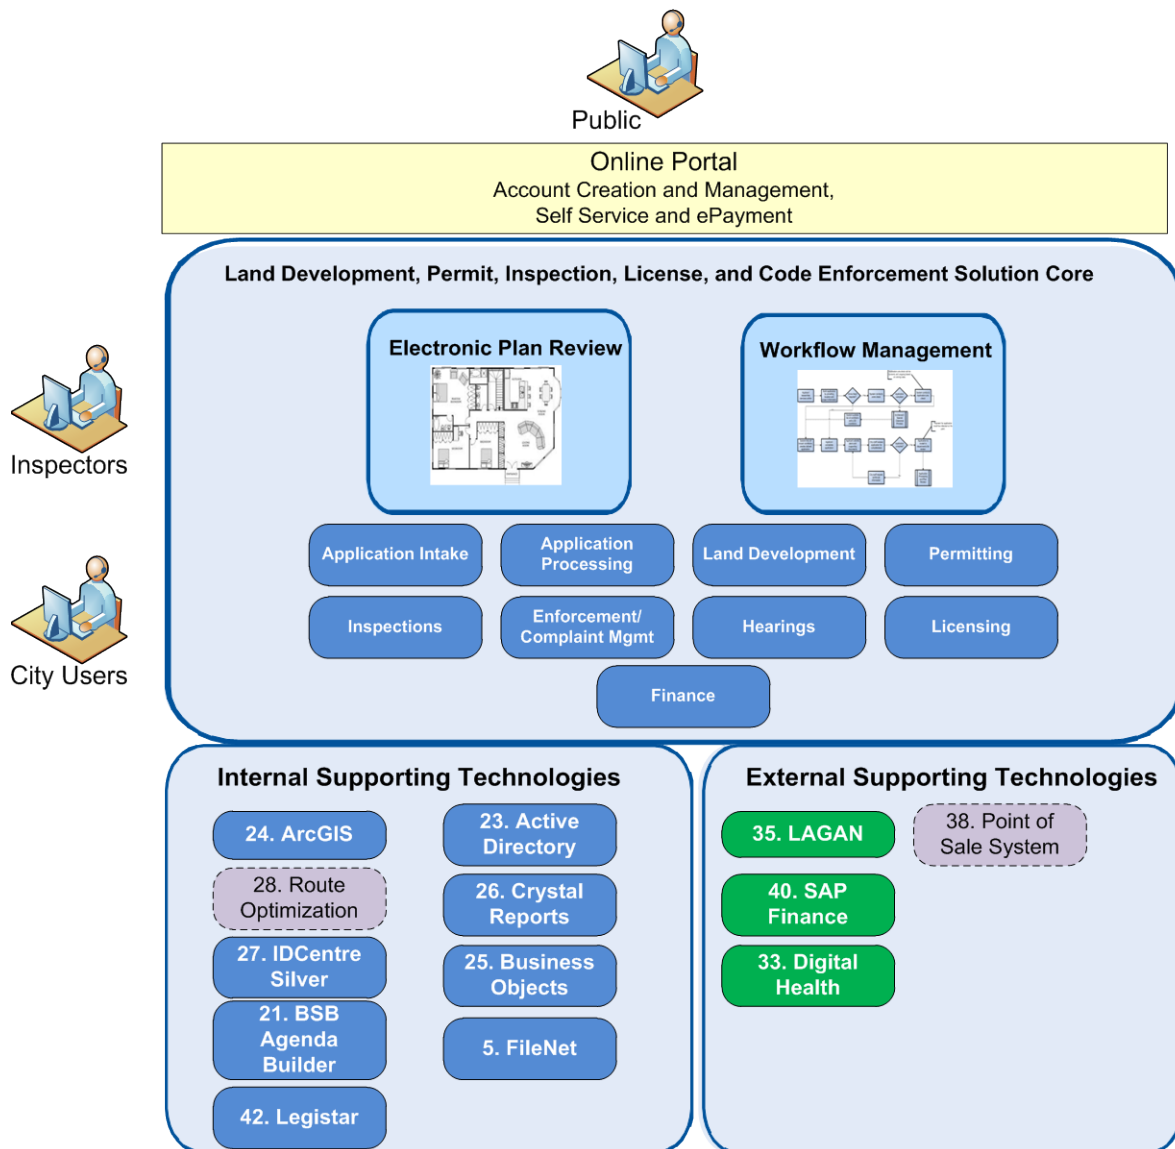 Public
Online Portal
Account Creation and Management,
Self Service and ePayment
Land Development, Permit, Inspection, License, and Code Enforcement Solution Core
Electronic Plan Review
Workflow Management
Inspectors
Application Intake
Application
Processing
Land Development
Permitting
Inspections
Enforcement/
Complaint Mgmt
Hearings
Licensing
City Users
Finance
Internal Supporting Technologies
24. ArcGIS
23. Active
Directory
28. Route
Optimization
26. Crystal
Reports
27. IDCentre
Silver
25. Business
Objects
21. BSB
Agenda
Builder
5. FileNet
42. Legistar
External Supporting Technologies
35. LAGAN
38. Point of
Sale System
40. SAP
Finance
33. Digital
Health